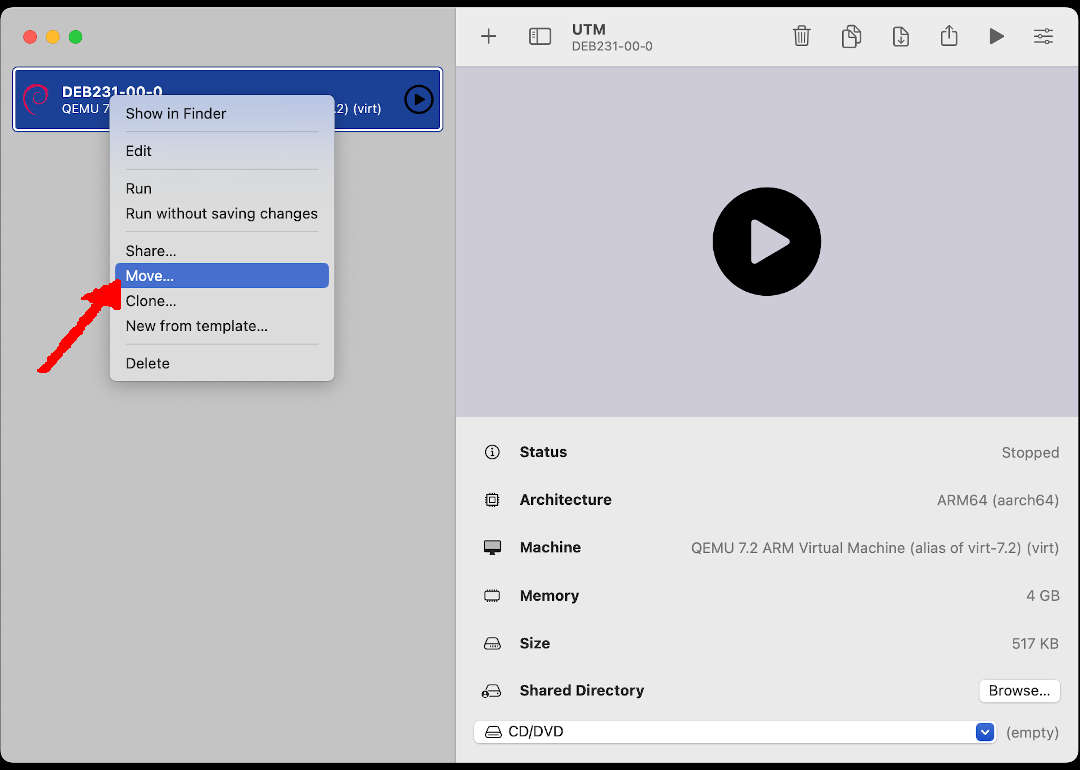 UTM
DEB231-00-0
DEB231-00-0
QEMU 7
.2) (virt)
Show in Finder
Edit
Run
Run without saving changes
Share...
Move...
Clone...
New from template...
Delete
Status
Stopped
Architecture
ARM64 (aarch64)
Machine
QEMU 7.2 ARM Virtual Machine (alias of virt-7.2) (virt)
Memory
4 GB
Size
517 KB
Shared Directory
Browse...
CD/DVD
(empty)